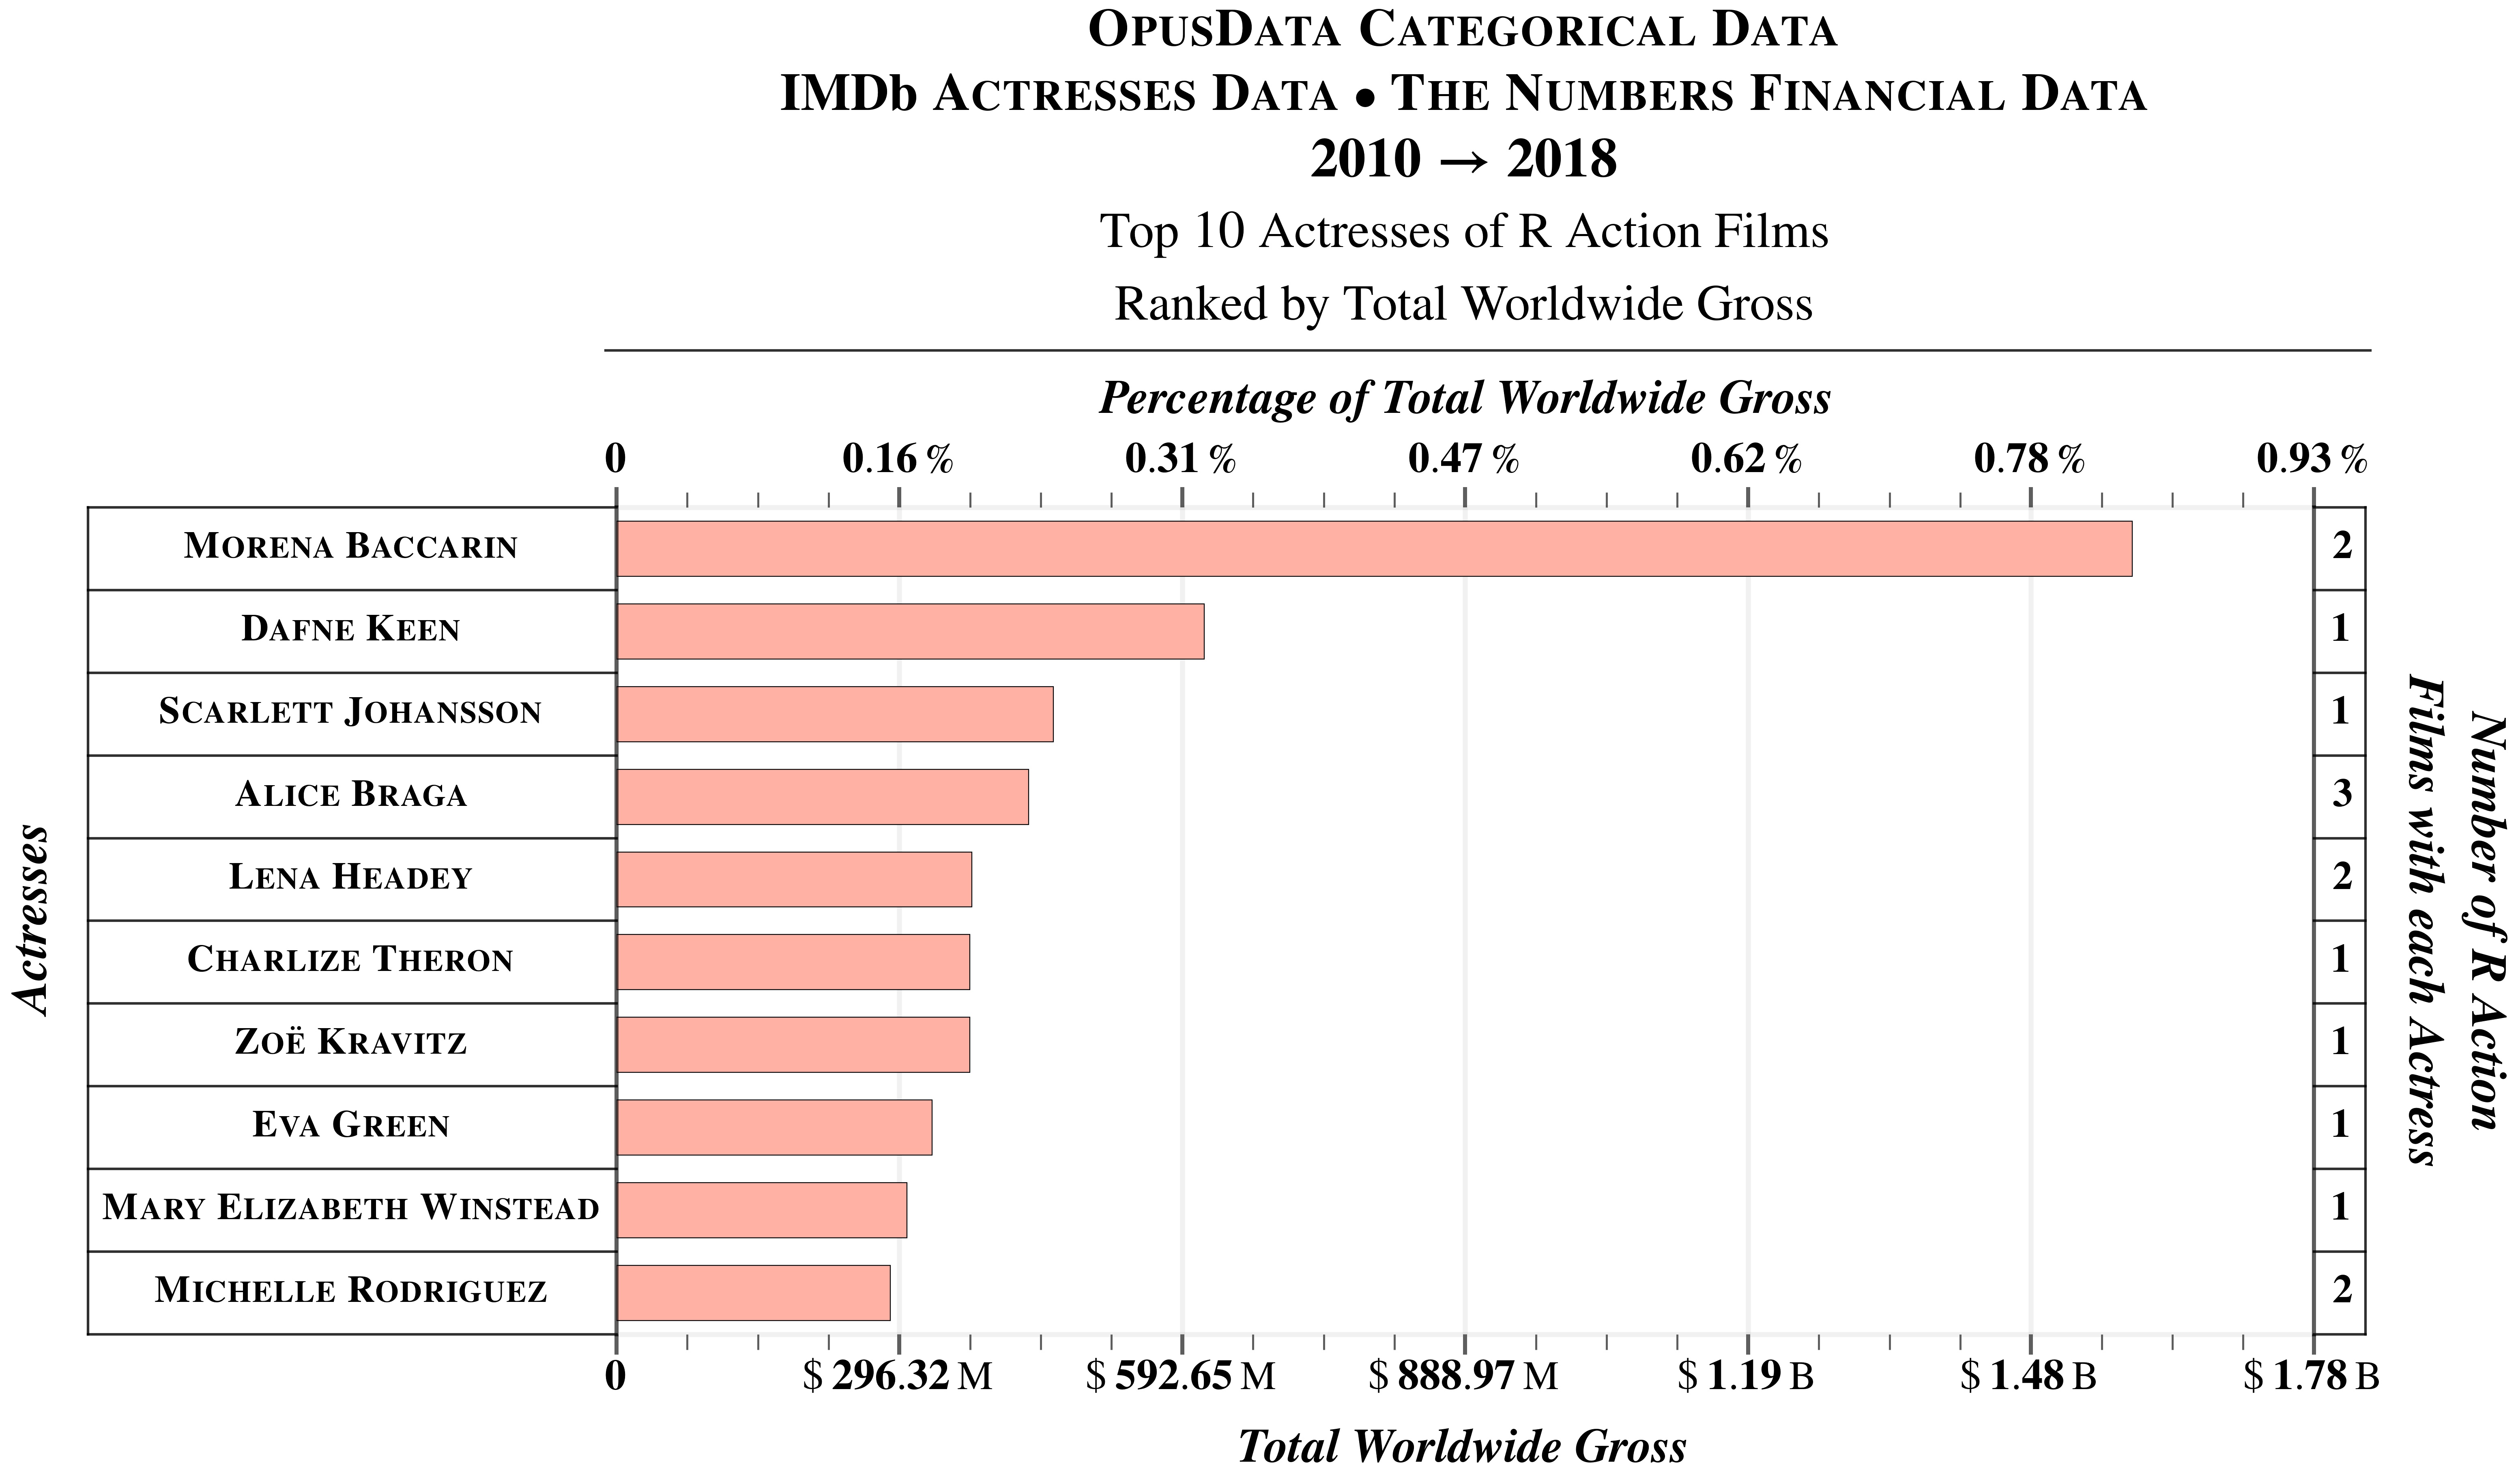 OpusData Categorical Data
IMDb Actresses Data • The Numbers Financial Data
2010 → 2018
Top 10 Actresses of R Action Films
Ranked by Total Worldwide Gross
Percentage of Total Worldwide Gross
0 0.16 % 0.31 % 0.47 % 0.62 % 0.78 % 0.93 %
Actresses
Morena Baccarin 2
Dafne Keen 1
Scarlett Johansson 1
Alice Braga 3
Lena Headey 2
Charlize Theron 1
Zoë Kravitz 1
Eva Green 1
Mary Elizabeth Winstead 1
Michelle Rodriguez 2
Number of R Action
Films with each Actress
0 $ 296.32 M $ 592.65 M $ 888.97 M $ 1.19 B $ 1.48 B $ 1.78 B
Total Worldwide Gross